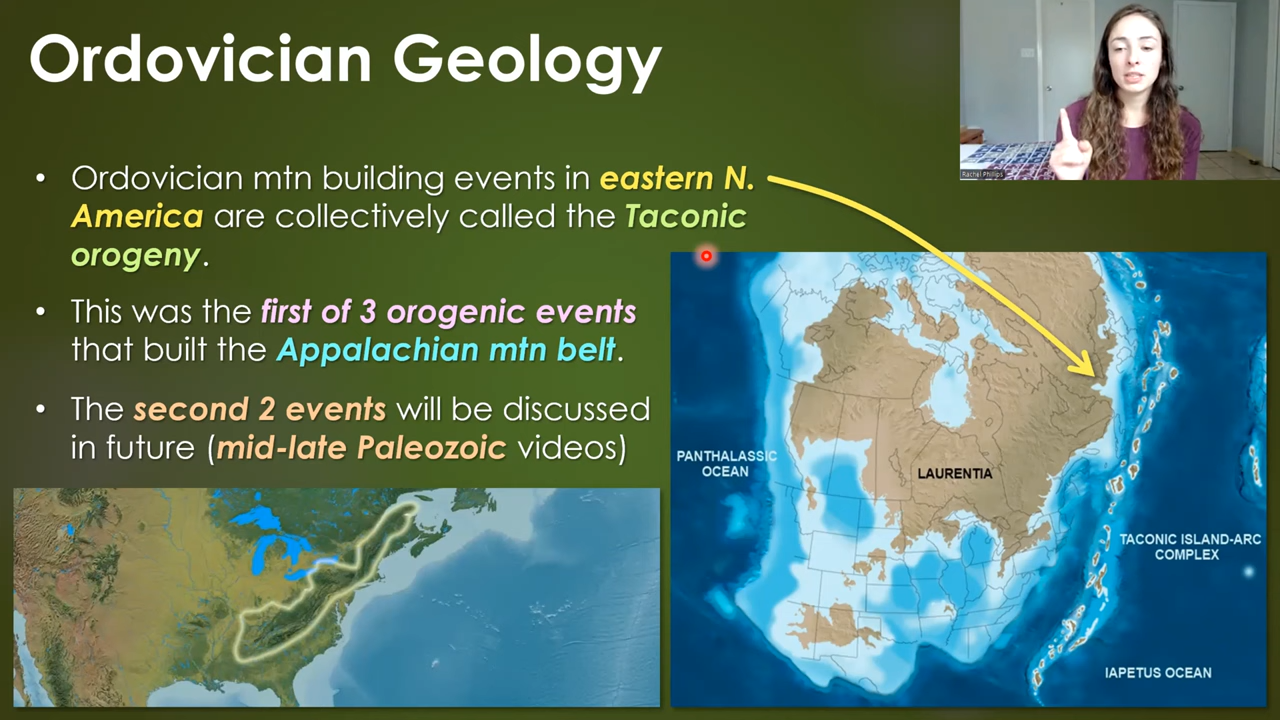 Ordovician Geology
Rachel Phillips
• Ordovician mtn building events in eastern N.
America are collectively called the Taconic
orogeny.
• This was the first of 3 orogenic events
that built the Appalachian mtn belt.
• The second 2 events will be discussed
in future (mid-late Paleozoic videos)
PANTHALASSIC
OCEAN
LAURENTIA
TACONIC ISLAND-ARC
COMPLEX
IAPETUS OCEAN